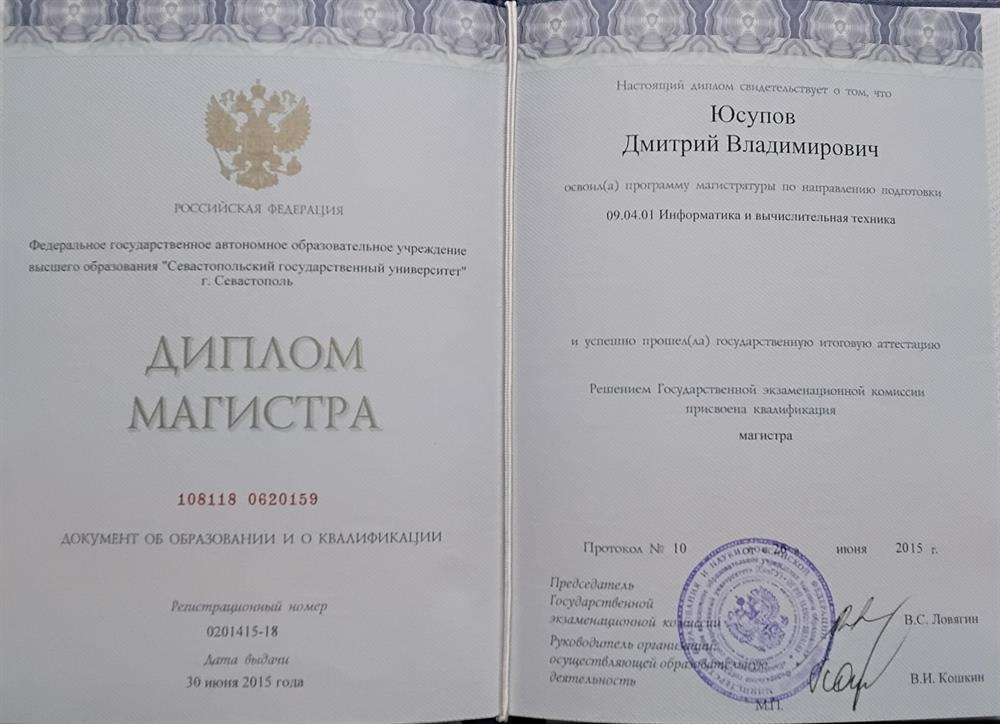 РОССИЙСКАЯ ФЕДЕРАЦИЯ
Федеральное государственное автономное образовательное учреждение
высшего образования "Севастопольский государственный университет"
г. Севастополь
ДИПЛОМ
МАГИСТРА
108118 0620159
ДОКУМЕНТ ОБ ОБРАЗОВАНИИ И О КВАЛИФИКАЦИИ
Регистрационный номер
0201415-18
Дата выдачи
30 июня 2015 года
Настоящий диплом свидетельствует о том, что
Юсупов
Дмитрий Владимирович
освоил(а) программу магистратуры по направлению подготовки
09.04.01 Информатика и вычислительная техника
и успешно прошел(ла) государственную итоговую аттестацию
Решением Государственной экзаменационной комиссии
присвоена квалификация
магистра
Протокол № 10 от « 26 июня 2015 г.
Председатель
Государственной
экзаменационной комиссии
В.С. Ловягин
Руководитель организации,
осуществляющей образовательную
деятельность
В.И. Кошкин
М.П.